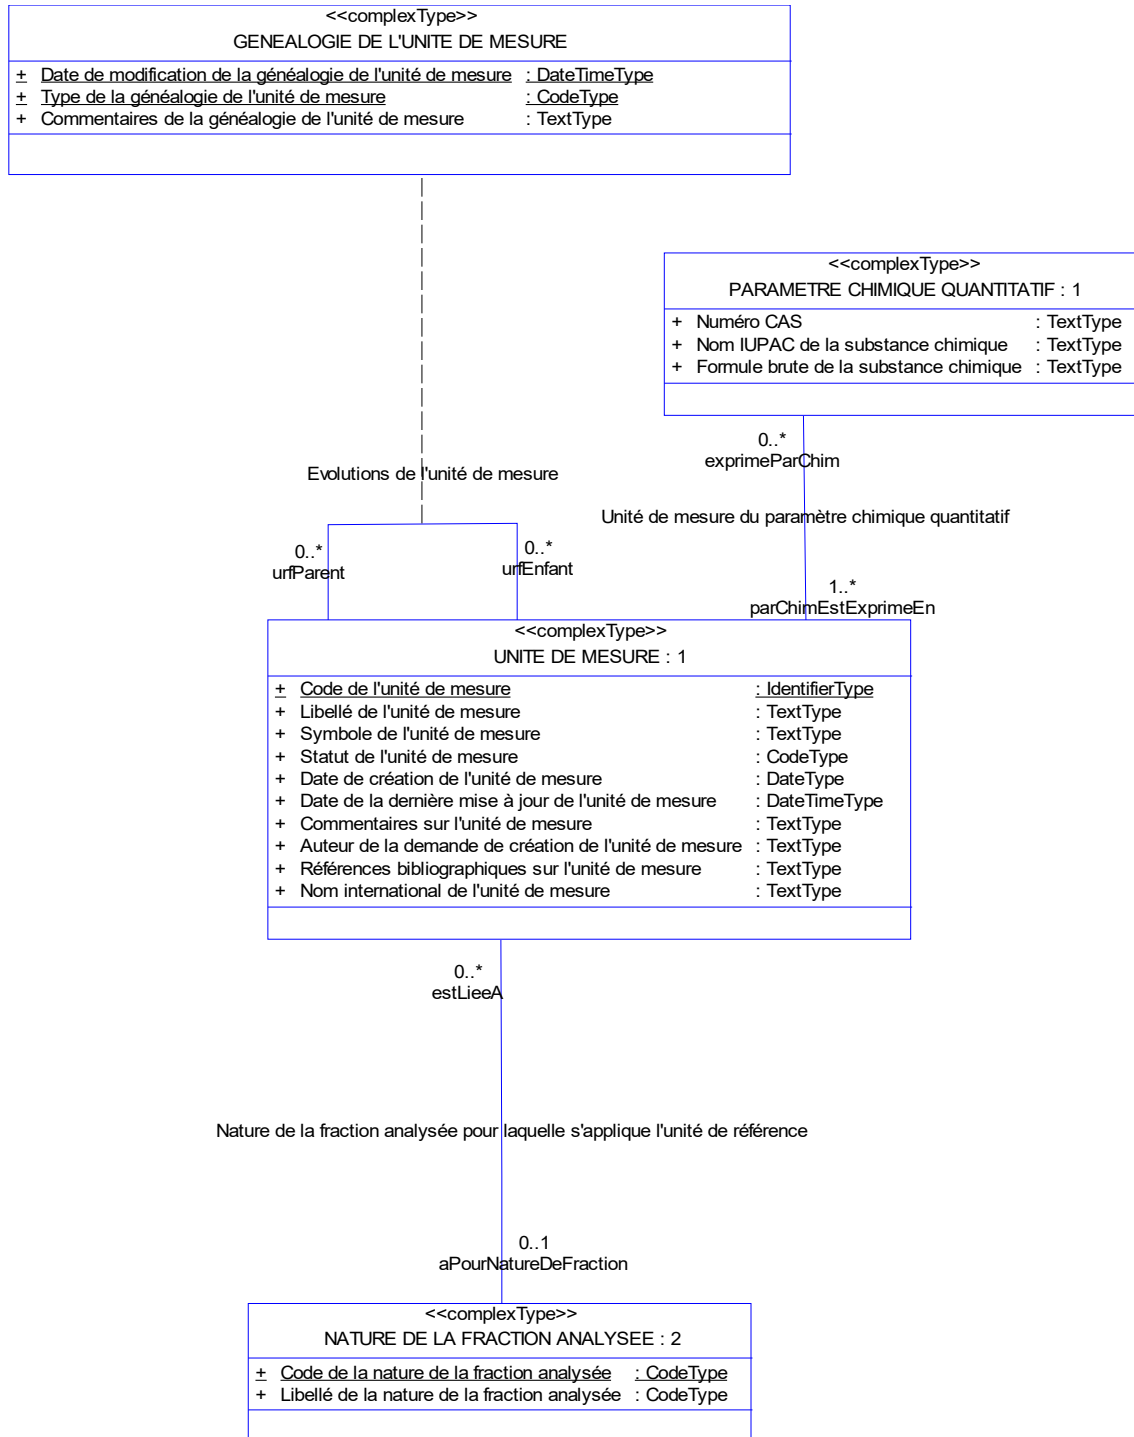 <<complexType>>
GENEALOGIE DE L'UNITE DE MESURE
+ Date de modification de la généalogie de l'unité de mesure : DateTimeType
+ Type de la généalogie de l'unité de mesure : CodeType
+ Commentaires de la généalogie de l'unité de mesure : TextType
<<complexType>>
PARAMETRE CHIMIQUE QUANTITATIF : 1
+ Numéro CAS : TextType
+ Nom IUPAC de la substance chimique : TextType
+ Formule brute de la substance chimique : TextType
0..*
exprimeParChim
Evolutions de l'unité de mesure
Unité de mesure du paramètre chimique quantitatif
0..*
urfParent
0..*
urfEnfant
1..*
parChimEstExprimeEn
<<complexType>>
UNITE DE MESURE : 1
+ Code de l'unité de mesure : IdentifierType
+ Libellé de l'unité de mesure : TextType
+ Symbole de l'unité de mesure : TextType
+ Statut de l'unité de mesure : CodeType
+ Date de création de l'unité de mesure : DateType
+ Date de la dernière mise à jour de l'unité de mesure : DateTimeType
+ Commentaires sur l'unité de mesure : TextType
+ Auteur de la demande de création de l'unité de mesure : TextType
+ Références bibliographiques sur l'unité de mesure : TextType
+ Nom international de l'unité de mesure : TextType
0..*
estLieeA
Nature de la fraction analysée pour laquelle s'applique l'unité de référence
0..1
aPourNatureDeFraction
<<complexType>>
NATURE DE LA FRACTION ANALYSEE : 2
+ Code de la nature de la fraction analysée : CodeType
+ Libellé de la nature de la fraction analysée : CodeType